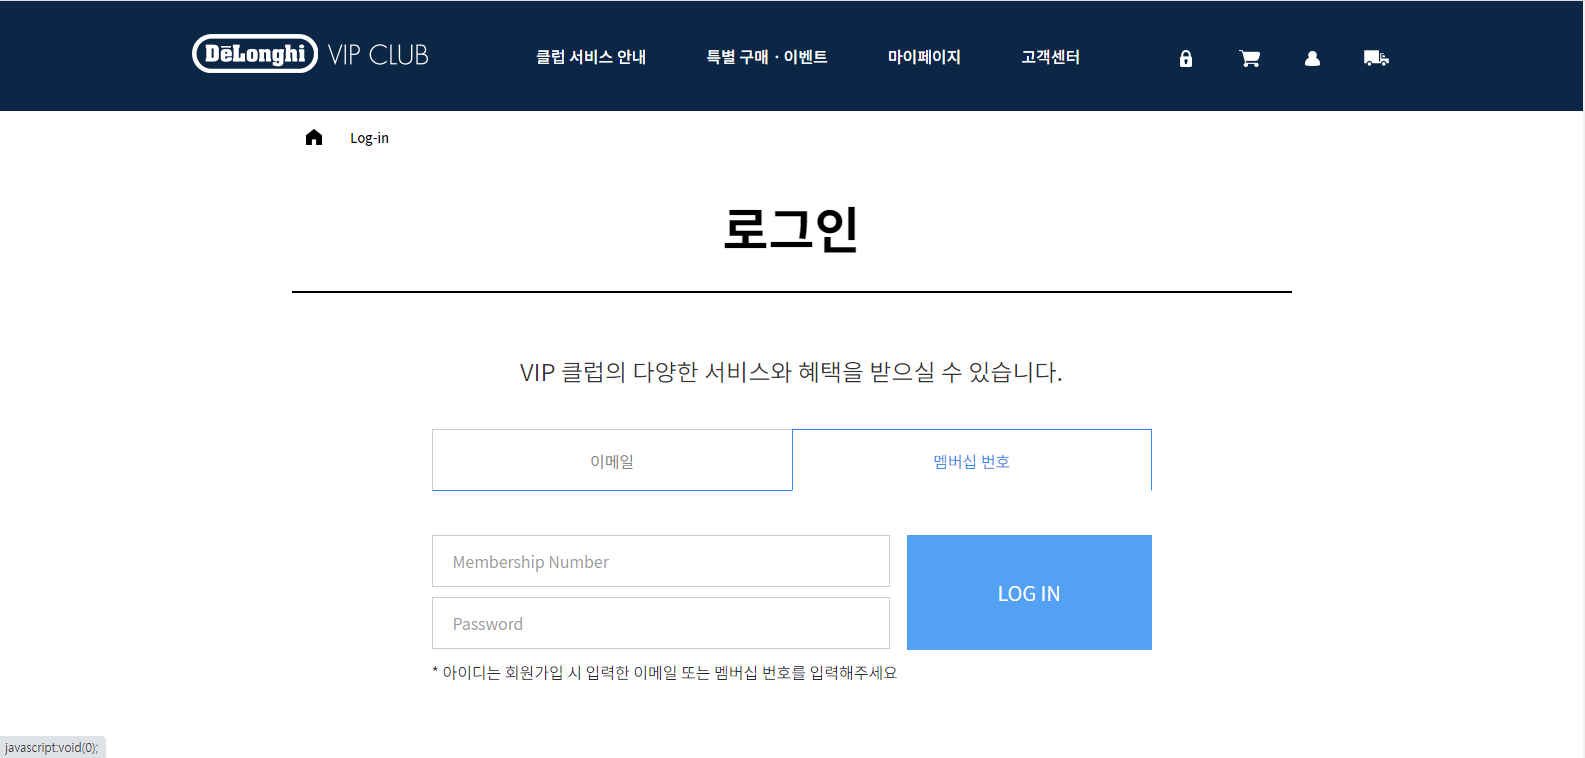 DēLonghi VIP CLUB 클럽 서비스 안내 특별 구매 · 이벤트 마이페이지 고객센터
Log-in
로그인
VIP 클럽의 다양한 서비스와 혜택을 받으실 수 있습니다.
이메일 멤버십 번호
Membership Number
LOG IN
Password
* 아이디는 회원가입 시 입력한 이메일 또는 멤버십 번호를 입력해주세요
javascript:void(0);